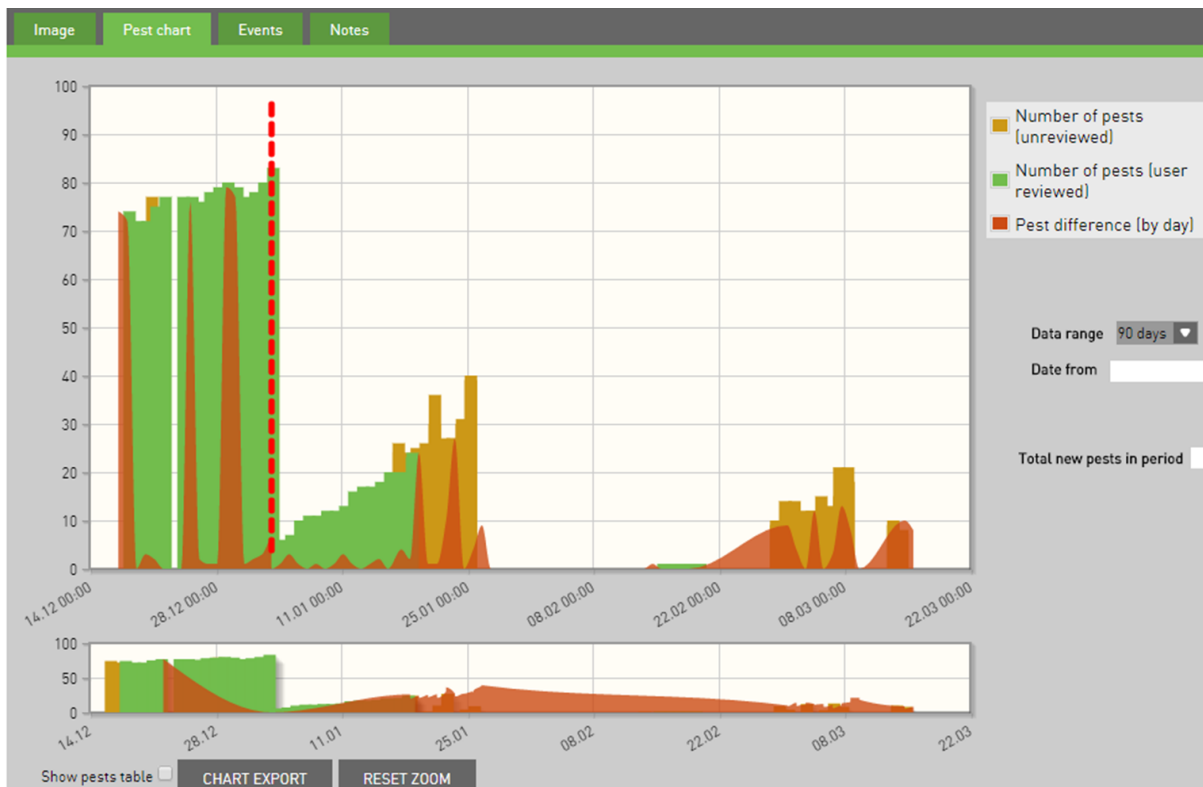 Image Pest chart Events Notes
100
90
80
70
60
50
40
30
20
10
0
14.12 00:00 28.12 00:00 11.01 00:00 25.01 00:00 08.02 00:00 22.02 00:00 08.03 00:00 22.03 00:00
Number of pests
(unreviewed)
Number of pests (user
reviewed)
Pest difference (by day)
Data range 90 days
Date from
Total new pests in period
100
50
0
14.12 28.12 11.01 25.01 08.02 22.02 08.03 22.03
Show pests table CHART EXPORT RESET ZOOM